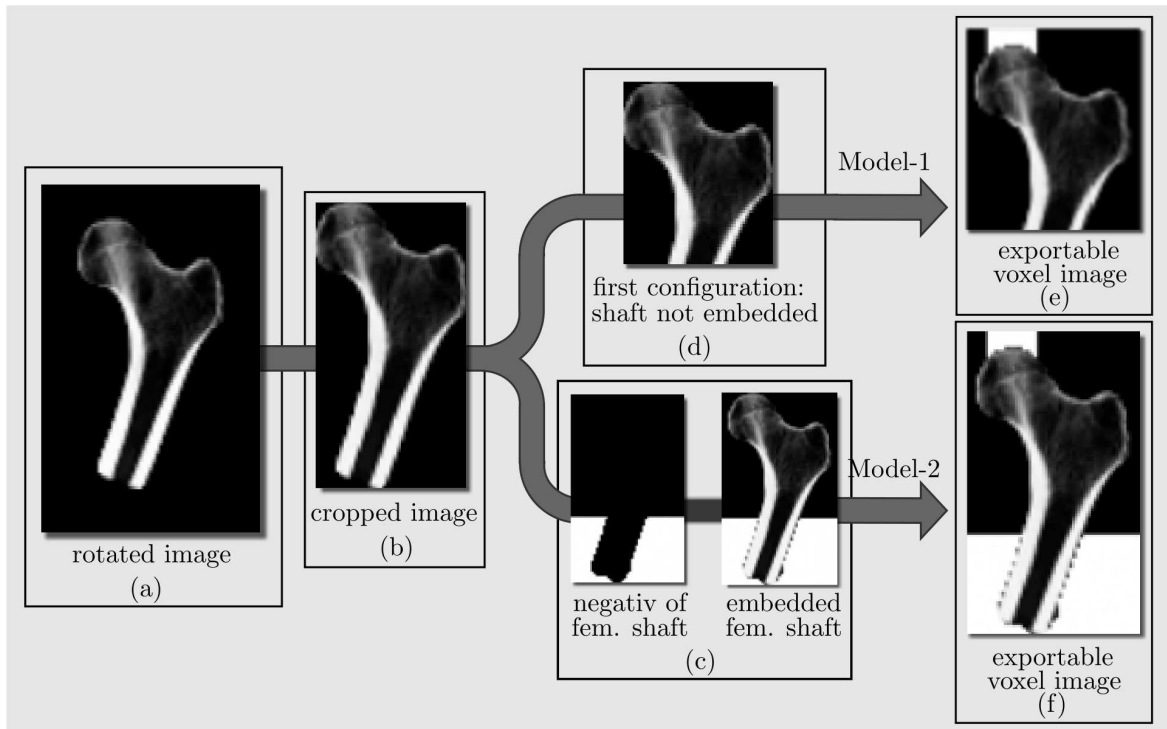 rotated image
(a)
cropped image
(b)
first configuration:
shaft not embedded
(d)
Model-1
exportable
voxel image
(e)
negativ of
fem. shaft
embedded
fem. shaft
(c)
Model-2
exportable
voxel image
(f)